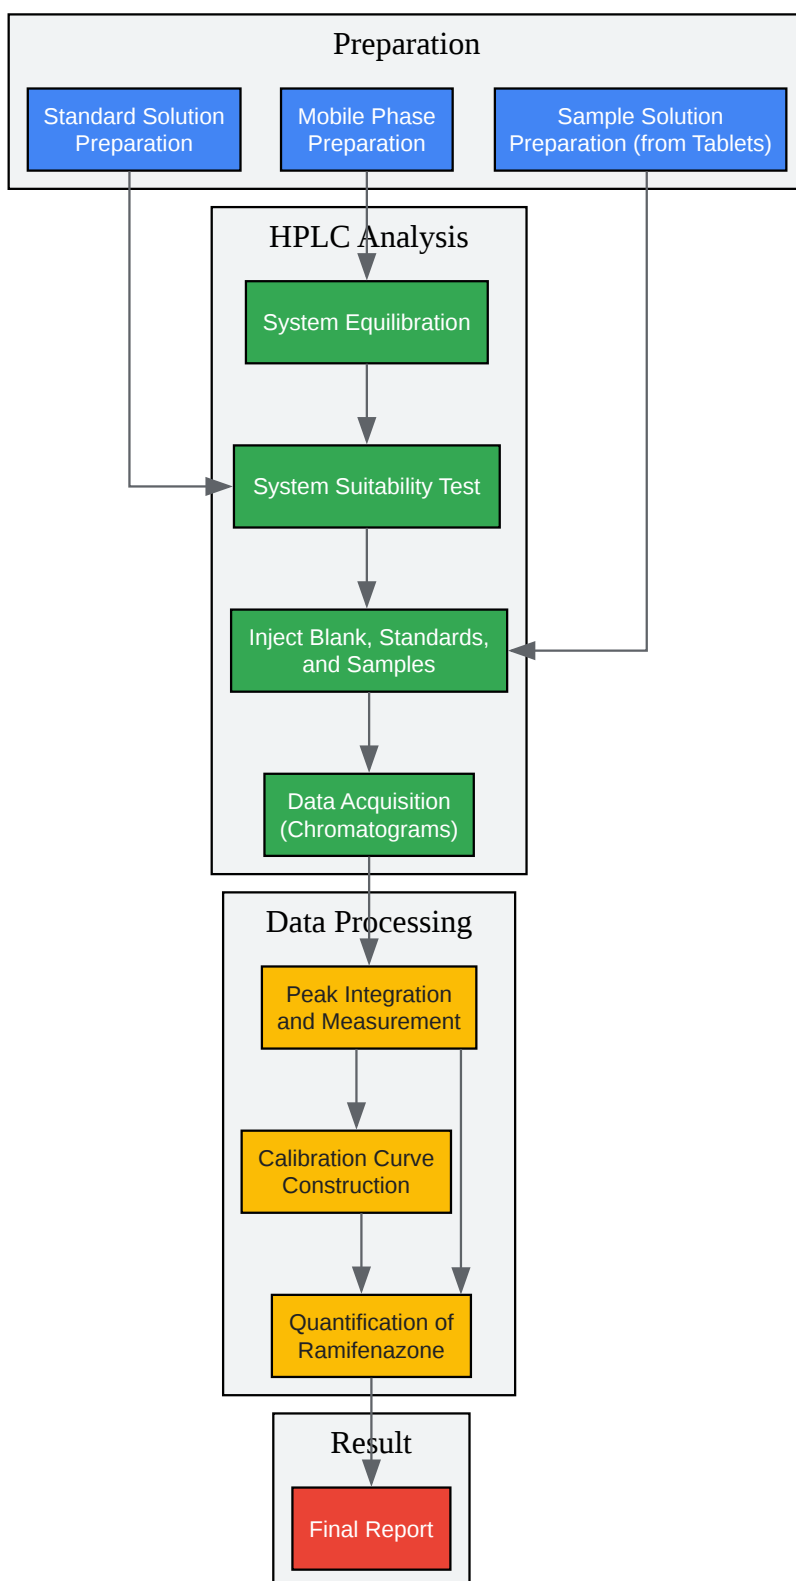 Preparation
Standard Solution
Preparation
Mobile Phase
Preparation
Sample Solution
Preparation (from Tablets)
HPLC Analysis
System Equilibration
System Suitability Test
Inject Blank, Standards,
and Samples
Data Acquisition
(Chromatograms)
Data Processing
Peak Integration
and Measurement
Calibration Curve
Construction
Quantification of
Ramifenazone
Result
Final Report